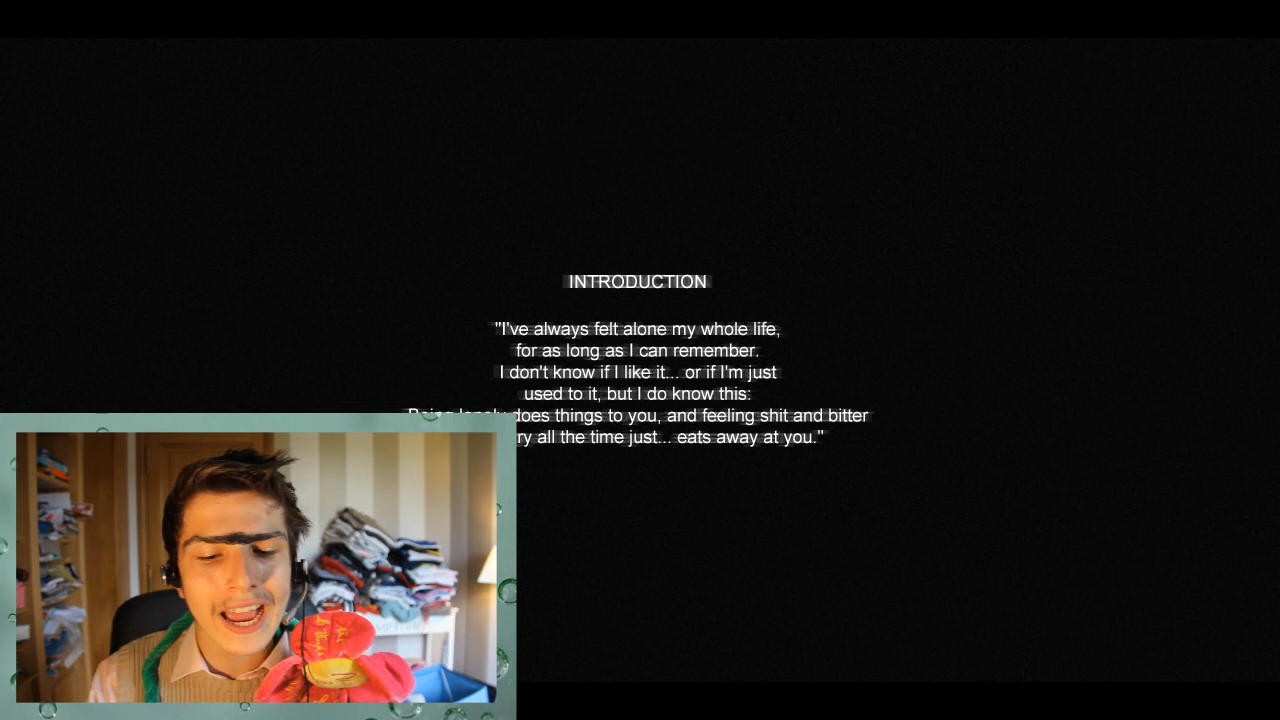 INTRODUCTION
"I've always felt alone my whole life,
for as long as I can remember.
I don't know if I like it... or if I'm just
used to it, but I do know this:
does things to you, and feeling shit and bitter
all the time just... eats away at you."